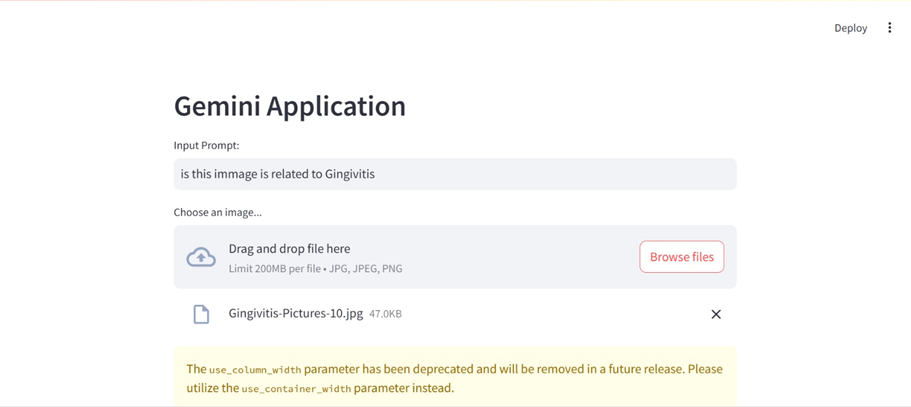 Deploy
Gemini Application
Input Prompt:
is this immage is related to Gingivitis
Choose an image...
Drag and drop file here
Limit 200MB per file • JPG, JPEG, PNG
Browse files
Gingivitis-Pictures-10.jpg 47.0KB
The use_column_width parameter has been deprecated and will be removed in a future release. Please
utilize the use_container_width parameter instead.